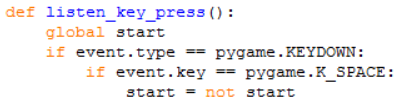 def listen_key_press():
    global start
    if event.type == pygame.KEYDOWN:
        if event.key == pygame.K_SPACE:
            start = not start